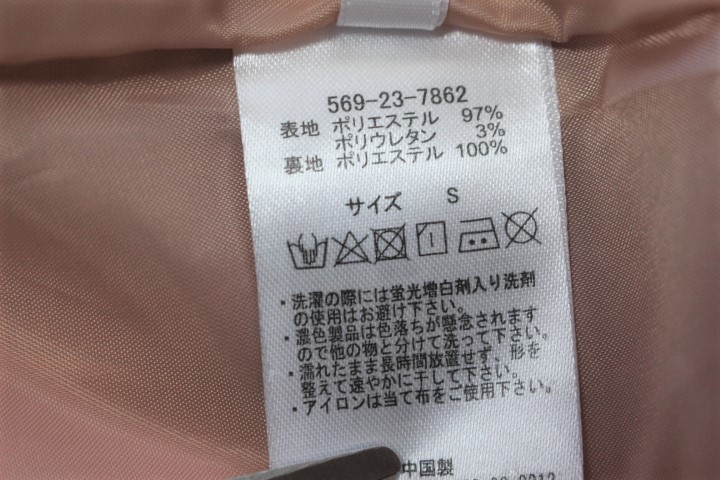 569-23-7862
表地 ポリエステル 97%
ポリウレタン 3%
裏地 ポリエステル 100%
サイズ S
・洗濯の際には蛍光増白剤入り洗剤
の使用はお避け下さい。
・濃色製品は色落ちが懸念されます
ので他の物と分けて洗って下さい。
・濡れたまま長時間放置せず、形を
整えて速やかに干して下さい。
・アイロンは当て布をご使用下さい。
中国製